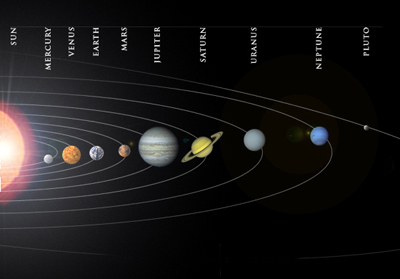 SUN
MERCURY
VENUS
EARTH
MARS
JUPITER
SATURN
URANUS
NEPTUNE
PLUTO